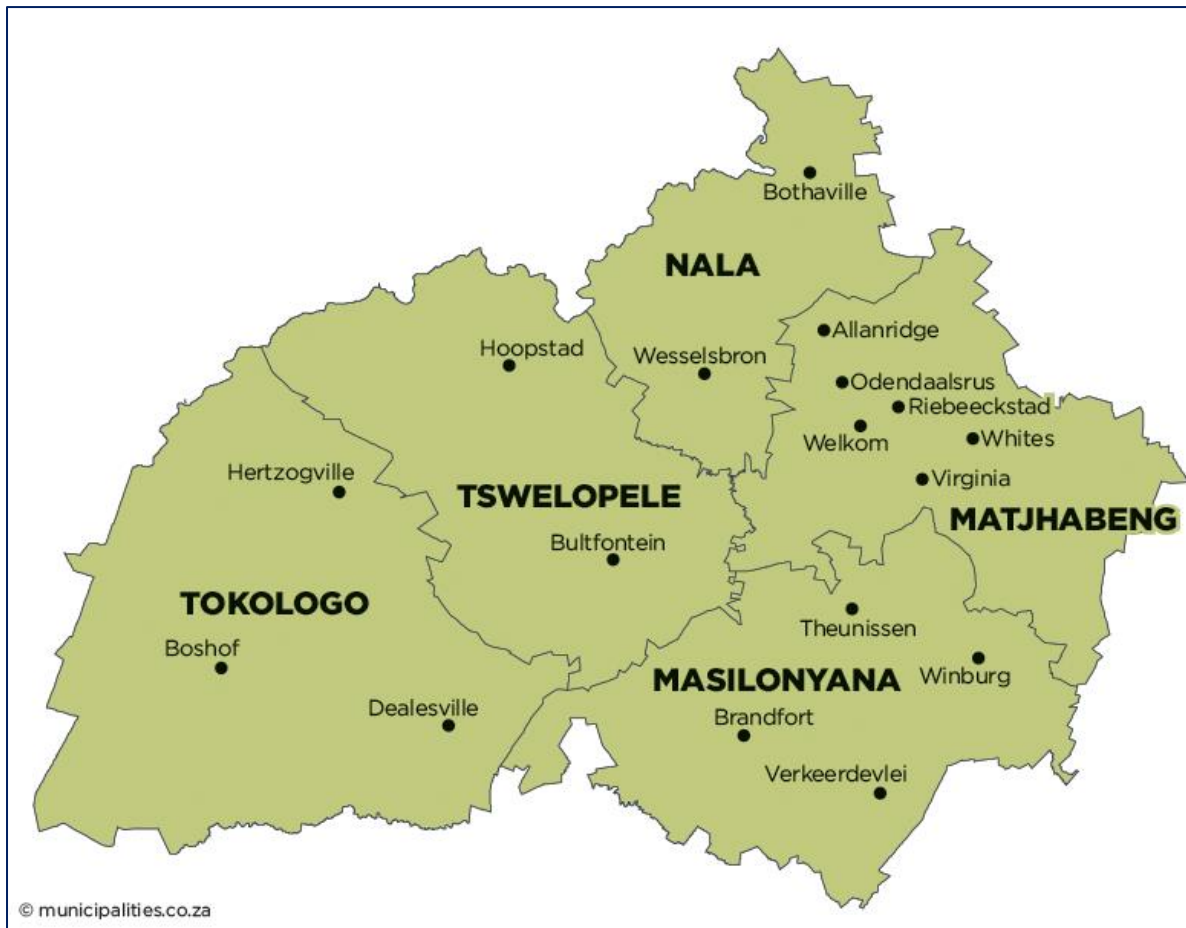 Bothaville
NALA
Allanridge
Hoopstad
Wesselsbron
Odendaalsrus
Riebeeckstad
Welkom
Whites
Hertzogville
Virginia
TSWELOPELE
MATJHABENG
Bultfontein
TOKOLOGO
Theunissen
Boshof
Winburg
MASILONYANA
Dealesville
Brandfort
Verkeerdevlei
© municipalities.co.za